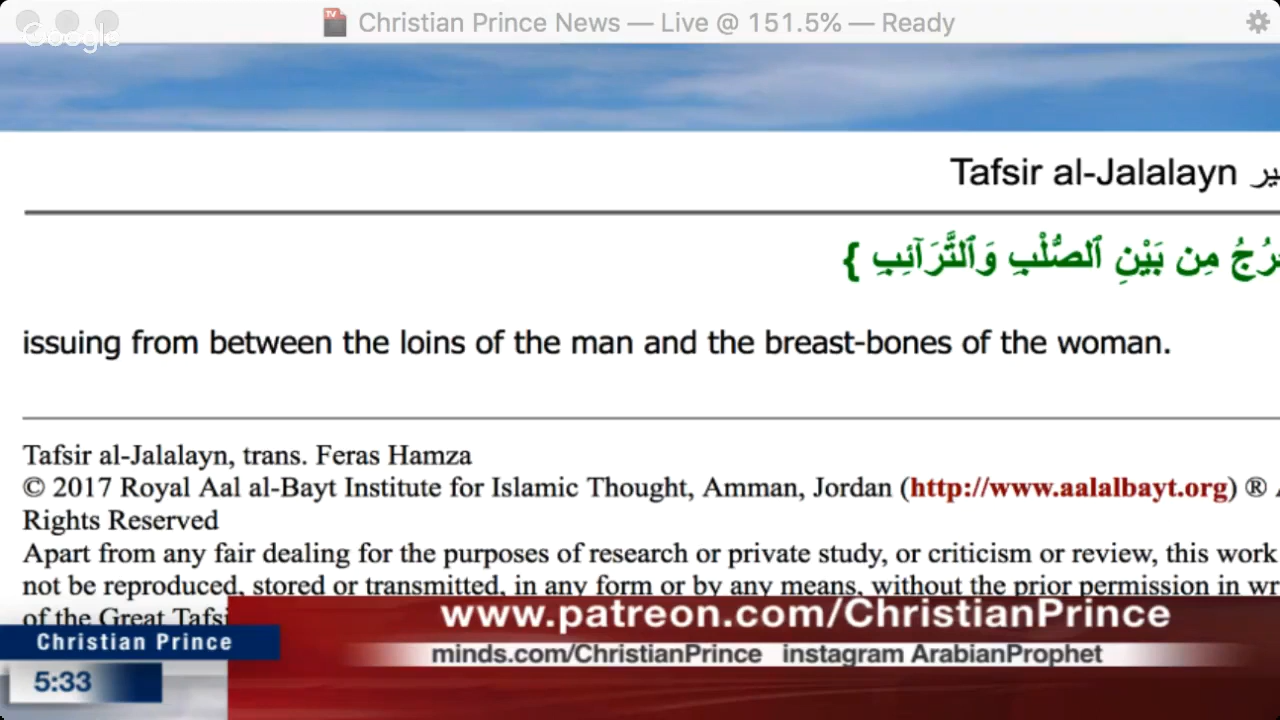 Google
TV
Christian Prince News — Live @ 151.5% — Ready
Tafsir al-Jalalayn
مِن بَيْنِ ٱلصُّلْبِ وَٱلتَّرَآئِبِ }
issuing from between the loins of the man and the breast-bones of the woman.
Tafsir al-Jalalayn, trans. Feras Hamza
© 2017 Royal Aal al-Bayt Institute for Islamic Thought, Amman, Jordan (http://www.aalalbayt.org) ®
Rights Reserved
Apart from any fair dealing for the purposes of research or private study, or criticism or review, this work
not be reproduced, stored or transmitted, in any form or by any means, without the prior permission in
of the Great
www.patreon.com/ChristianPrince
Christian Prince
minds.com/ChristianPrince instagram ArabianProphet
5:33